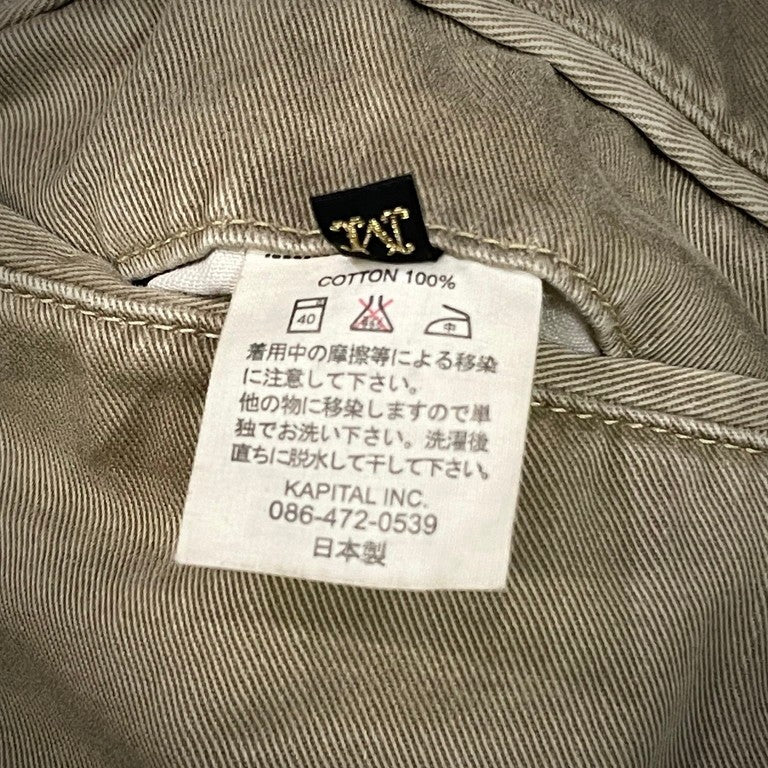 M
COTTON 100%
40 中
着用中の摩擦等による移染
に注意して下さい。
他の物に移染しますので単
独でお洗い下さい。洗濯後
直ちに脱水して干して下さい。
KAPITAL INC.
086-472-0539
日本製